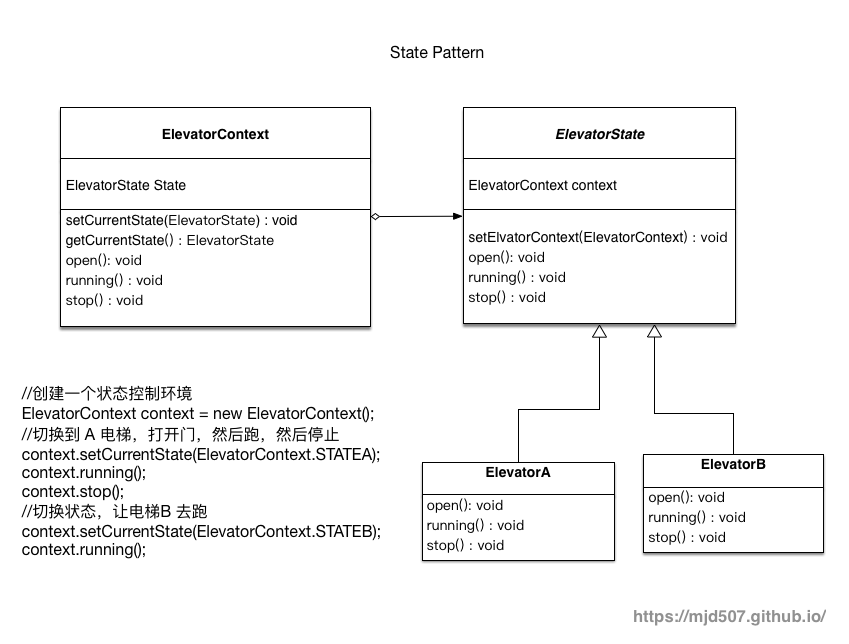 State Pattern
ElevatorContext
ElevatorState State
setCurrentState(ElevatorState) : void
getCurrentState() : ElevatorState
open(): void
running() : void
stop() : void
ElevatorState
ElevatorContext context
setElvatorContext(ElevatorContext) : void
open(): void
running() : void
stop() : void
//创建一个状态控制环境
ElevatorContext context = new ElevatorContext();
//切换到 A 电梯，打开门，然后跑，然后停止
context.setCurrentState(ElevatorContext.STATEA);
context.running();
context.stop();
//切换状态，让电梯B 去跑
context.setCurrentState(ElevatorContext.STATEB);
context.running();
ElevatorA
open(): void
running() : void
stop() : void
ElevatorB
open(): void
running() : void
stop() : void
https://mjd507.github.io/